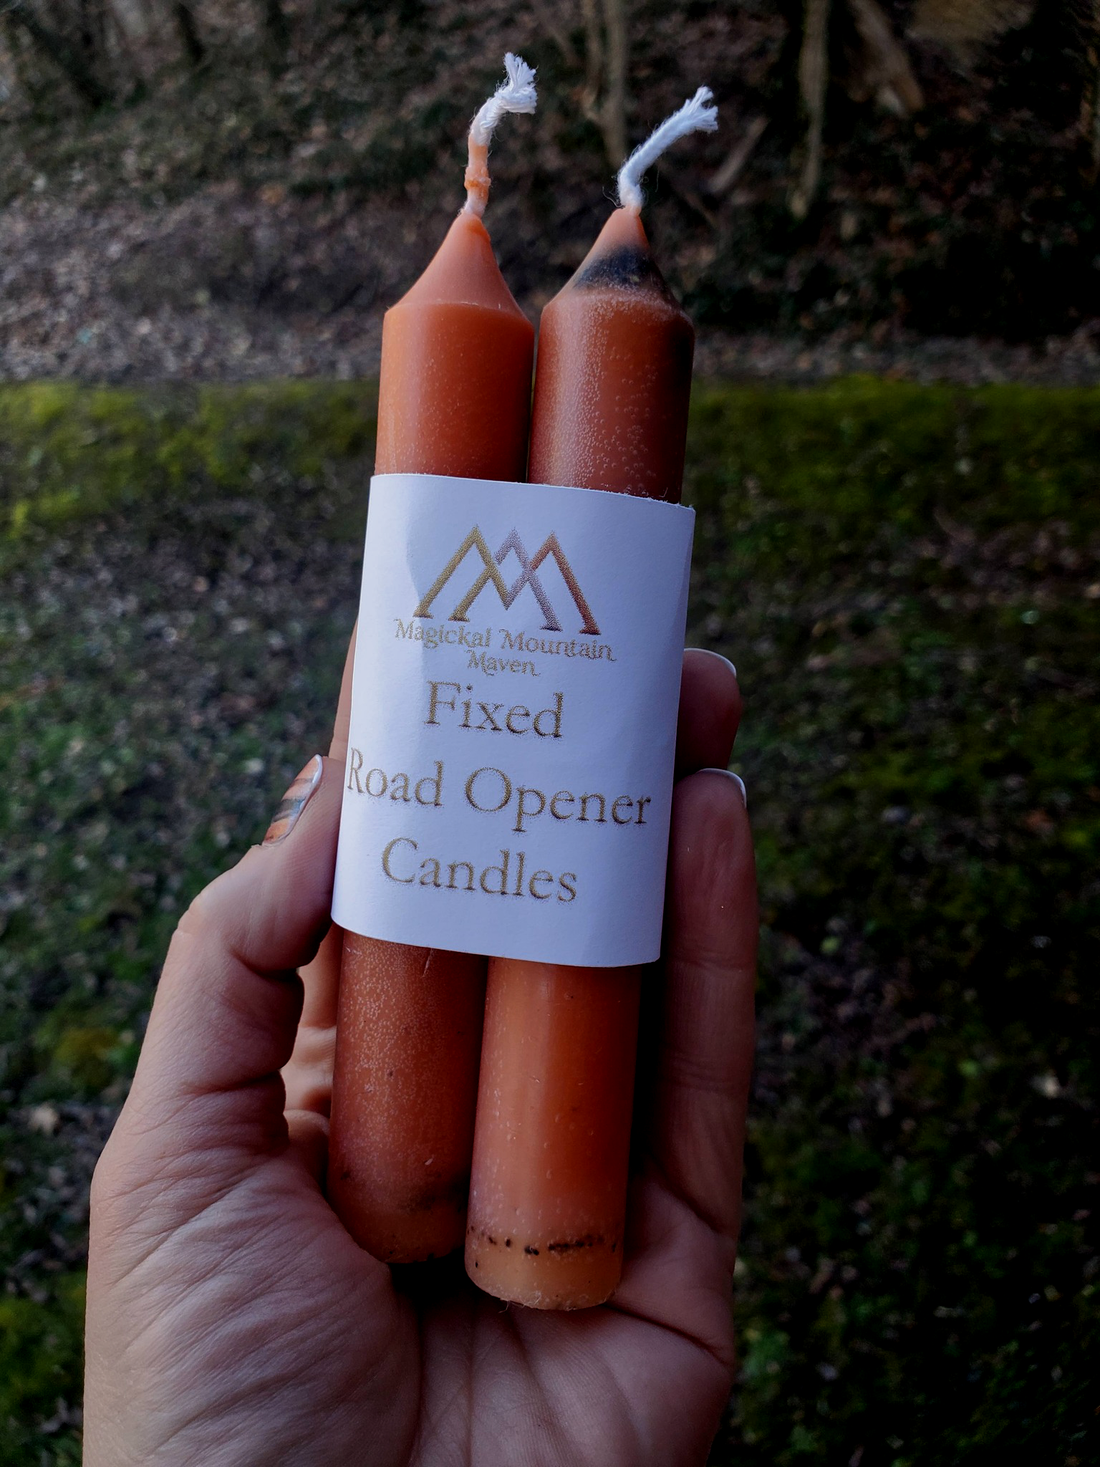 Magickal Mountain
Maven
Fixed
Road Opener
Candles